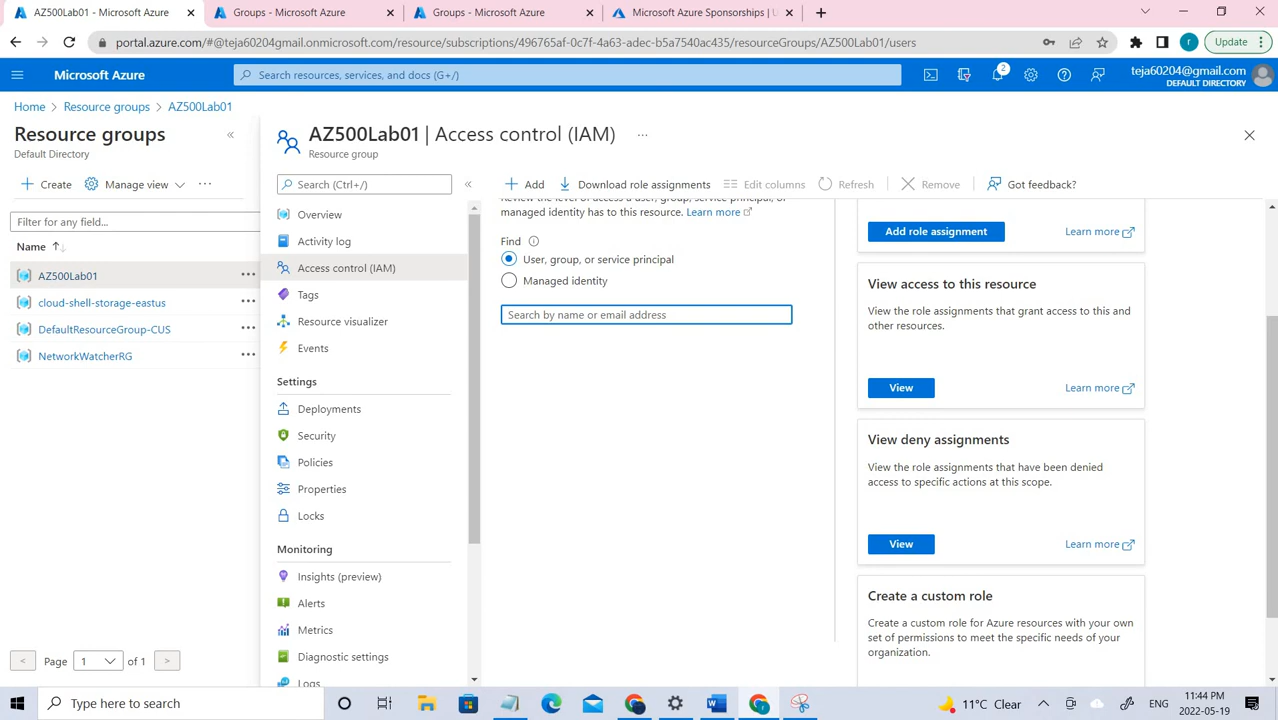 AZ500Lab01 - Microsoft Azure
Groups - Microsoft Azure
Groups - Microsoft Azure
Microsoft Azure Sponsorships | U
portal.azure.com/#@teja60204gmail.onmicrosoft.com/resource/subscriptions/496765af-0c7f-4a63-adec-b5a7540ac435/resourceGroups/AZ500Lab01/users
r
Update
Microsoft Azure
Search resources, services, and docs (G+/)
2
teja60204@gmail.com
DEFAULT DIRECTORY
Home > Resource groups > AZ500Lab01
Resource groups
Default Directory
Create
Manage view
Filter for any field...
Name
AZ500Lab01
cloud-shell-storage-eastus
DefaultResourceGroup-CUS
NetworkWatcherRG
Page 1 of 1
AZ500Lab01 | Access control (IAM)
Resource group
Search (Ctrl+/)
Overview
Activity log
Access control (IAM)
Tags
Resource visualizer
Events
Settings
Deployments
Security
Policies
Properties
Locks
Monitoring
Insights (preview)
Alerts
Metrics
Diagnostic settings
Logs
Add
Download role assignments
Edit columns
Refresh
Remove
Got feedback?
Review the level of access a user, group, service principal, or
managed identity has to this resource. Learn more
Find
User, group, or service principal
Managed identity
Search by name or email address
Add role assignment
Learn more
View access to this resource
View the role assignments that grant access to this and
other resources.
View
Learn more
View deny assignments
View the role assignments that have been denied
access to specific actions at this scope.
View
Learn more
Create a custom role
Create a custom role for Azure resources with your own
set of permissions to meet the specific needs of your
organization.
Type here to search
11°C Clear
ENG
11:44 PM
2022-05-19